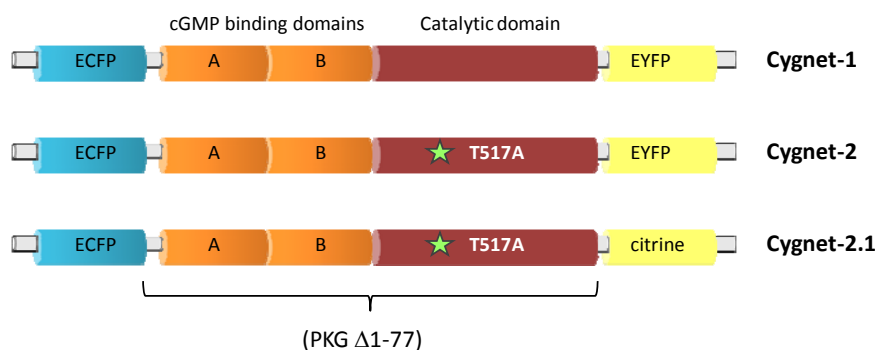 cGMP binding domains Catalytic domain
ECFP A B EYFP Cygnet-1
ECFP A B T517A EYFP Cygnet-2
ECFP A B T517A citrine Cygnet-2.1
(PKG Δ1-77)